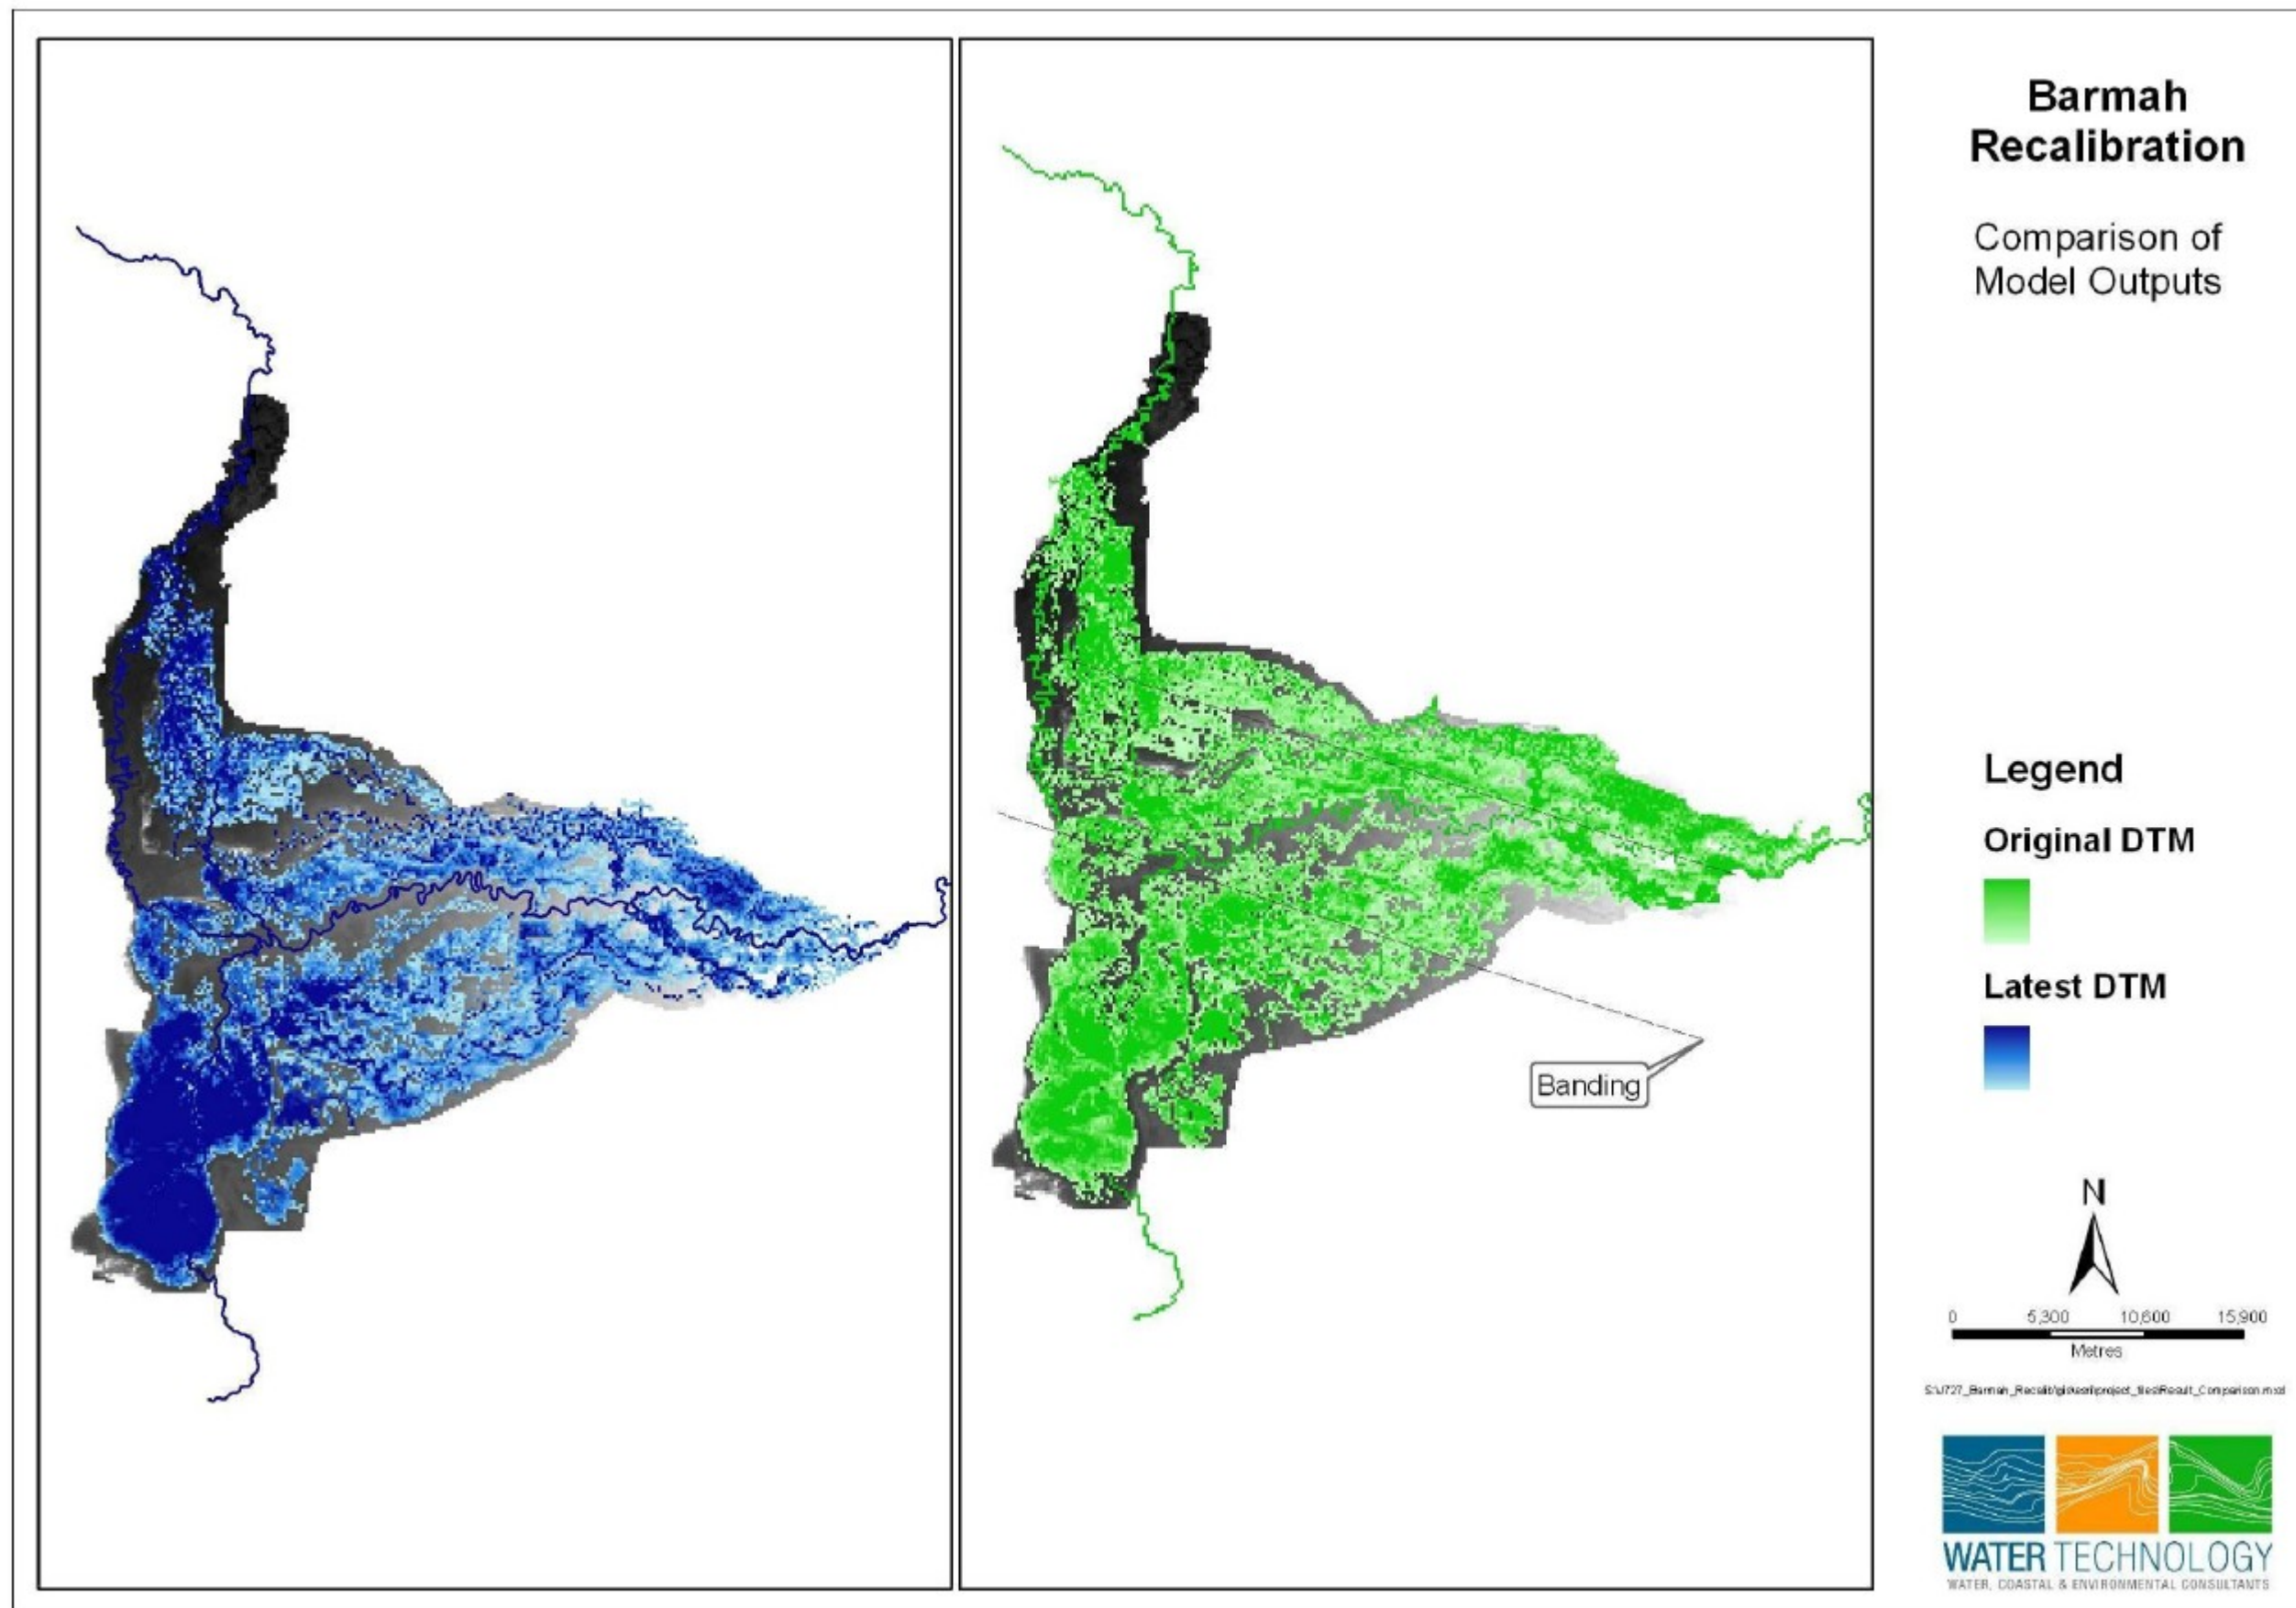 Barmah
Recalibration
Comparison of
Model Outputs
Legend
Original DTM
Latest DTM
Banding
N
0 5,300 10,600 15,900
Metres
WATER TECHNOLOGY
WATER, COASTAL & ENVIRONMENTAL CONSULTANTS